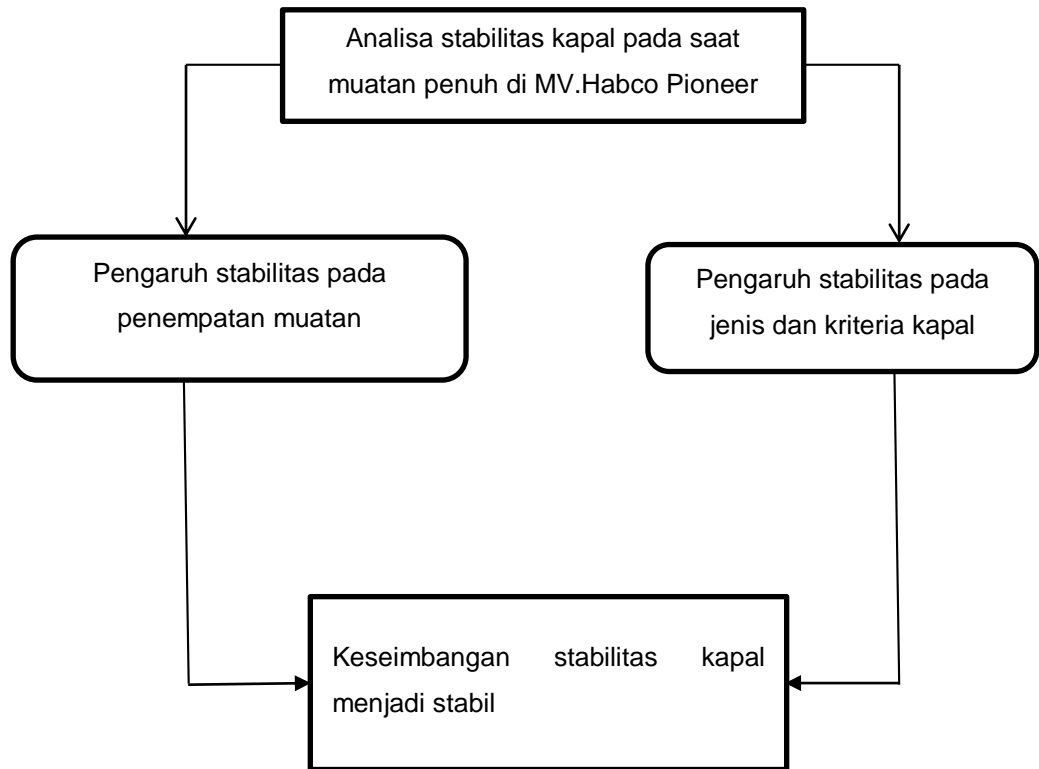 Analisa stabilitas kapal pada saat
muatan penuh di MV.Habco Pioneer
Pengaruh stabilitas pada
penempatan muatan
Pengaruh stabilitas pada
jenis dan kriteria kapal
Keseimbangan stabilitas kapal
menjadi stabil